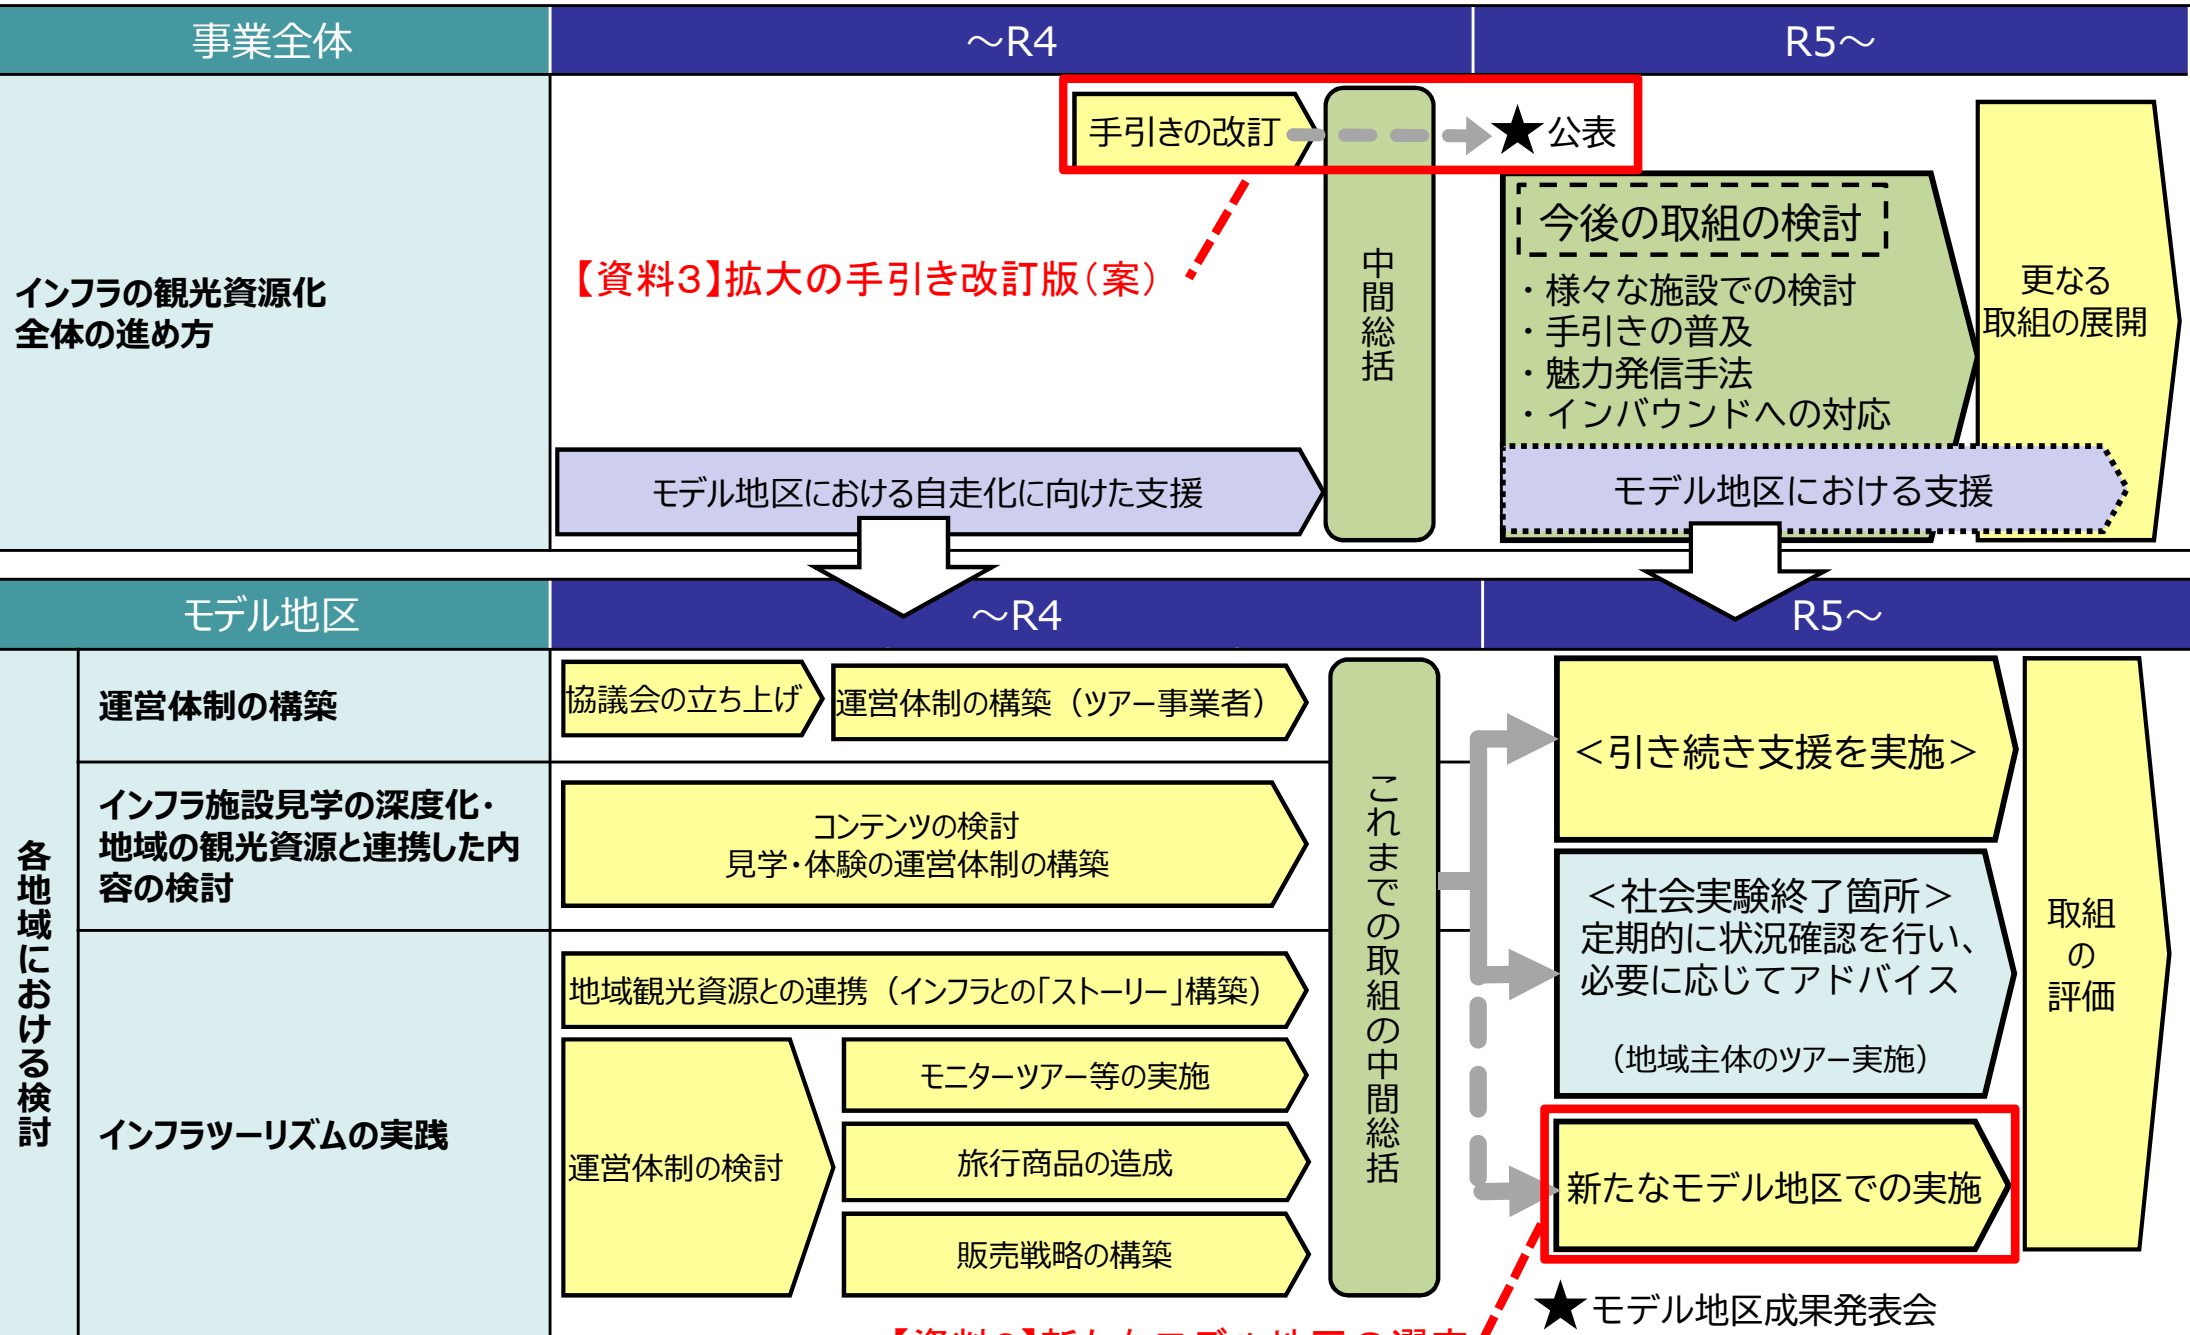 事業全体
～R4
R5～
インフラの観光資源化
全体の進め方
手引きの改訂
★公表
【資料３】拡大の手引き改訂版（案）
中間総括
今後の取組の検討
・様々な施設での検討
・手引きの普及
・魅力発信手法
・インバウンドへの対応
更なる
取組の展開
モデル地区における自走化に向けた支援
モデル地区における支援
モデル地区
～R4
R5～
各地域における検討
運営体制の構築
協議会の立ち上げ
運営体制の構築（ツアー事業者）
インフラ施設見学の深度化・
地域の観光資源と連携した内
容の検討
コンテンツの検討
見学・体験の運営体制の構築
インフラツーリズムの実践
地域観光資源との連携（インフラとの「ストーリー」構築）
運営体制の検討
モニターツアー等の実施
旅行商品の造成
販売戦略の構築
これまでの取組の中間総括
＜引き続き支援を実施＞
＜社会実験終了箇所＞
定期的に状況確認を行い、
必要に応じてアドバイス
（地域主体のツアー実施）
新たなモデル地区での実施
取組
の
評価
★モデル地区成果発表会